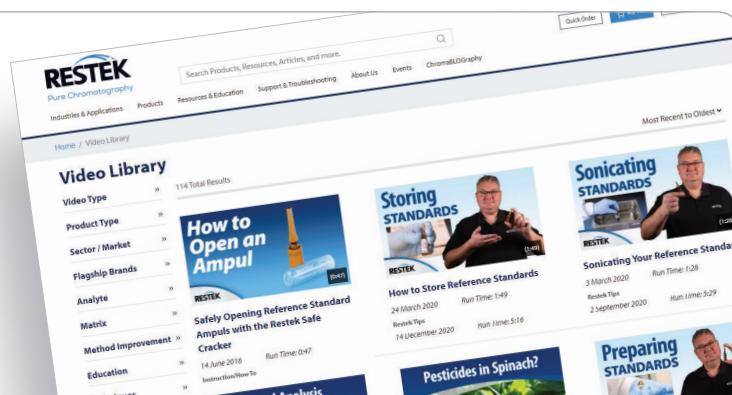 RESTEK
Pure Chromatography
Search Products, Resources, Articles, and more.
Quick Order
Industries & Applications Products Resources & Education Support & Troubleshooting About Us Events ChromaBLOGraphy
Home / Video Library
Video Library
114 Total Results
Most Recent to Oldest
Video Type »
Product Type »
Sector / Market »
Flagship Brands »
Analyte »
Matrix »
Method Improvement »
Education »
»
How to
Open an
Ampul
(0:47)
RESTEK
Safely Opening Reference Standard
Ampuls with the Restek Safe
Cracker
14 June 2016 Run Time: 0:47
Instruction/How To
Storing
STANDARDS
(1:49)
RESTEK
How to Store Reference Standards
24 March 2020 Run Time: 1:49
Restek Tips
14 December 2020 Run Time: 5:16
Sonicating
STANDARDS
RESTEK
Sonicating Your Reference
3 March 2020 Run Time: 1:28
Restek Tips
2 September 2020 Run Time: 5:29
Analysis
Pesticides in Spinach?
Preparing
STANDARDS